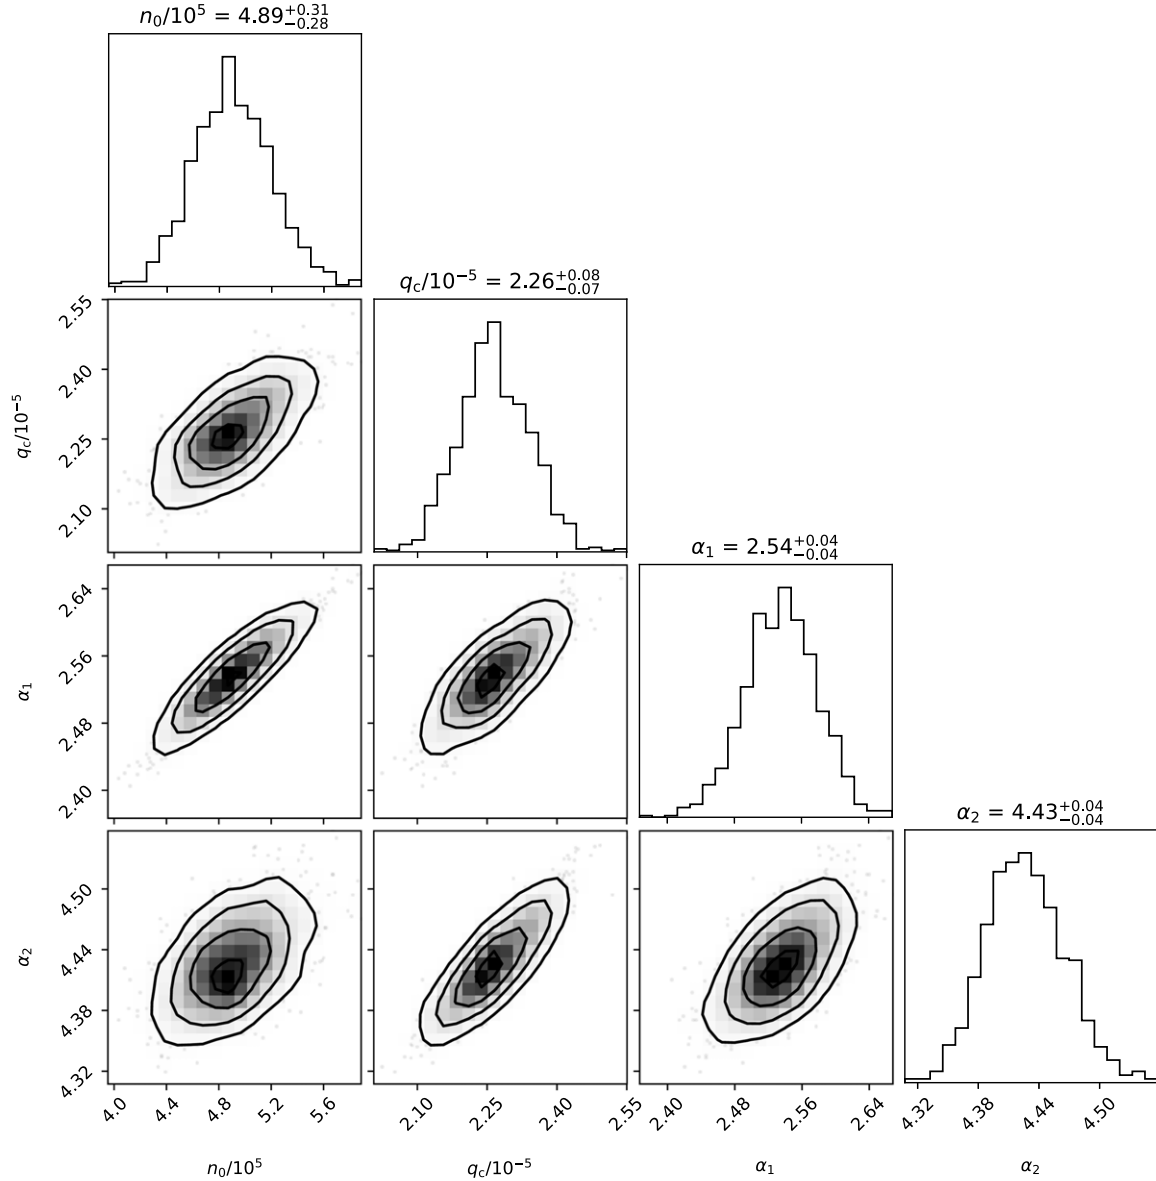 n₀/10⁵ = 4.89⁺⁰·³¹₋₀.₂₈
q_c/10⁻⁵ = 2.26^{+0.08}_{-0.07}
2.55
2.40
2.25
2.10
q_c/10⁻⁵
α₁ = 2.54^{+0.04}_{-0.04}
2.64
2.56
2.48
2.40
α₁
α₂ = 4.43^{+0.04}_{-0.04}
4.50
4.44
4.38
4.32
α₂
4.0 4.4 4.8 5.2 5.6 2.10 2.25 2.40 2.55 2.40 2.48 2.56 2.64 4.32 4.38 4.44 4.50
n₀/10⁵ q_c/10⁻⁵ α₁ α₂